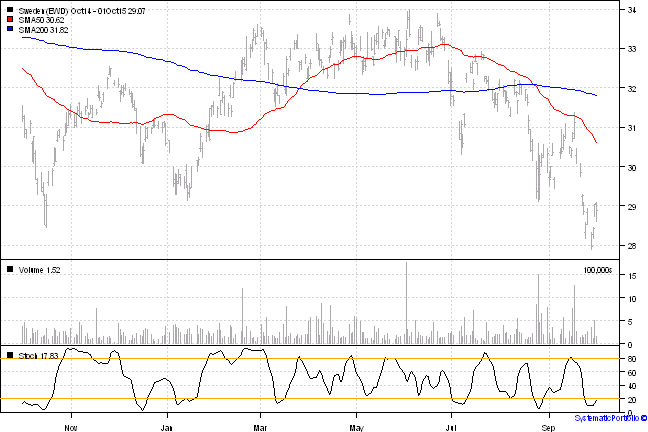 Sweden (EWD) Oct14 - 01Oct15 29.07
SMA50 30.62
SMA200 31.82
34
33
32
31
30
29
28
Volume 1.52
100,000s
15
10
5
0
Stoch 17.83
80
60
40
20
0
Nov
Jan
Mar
May
Jul
Sep
SystematicPortfolio ©